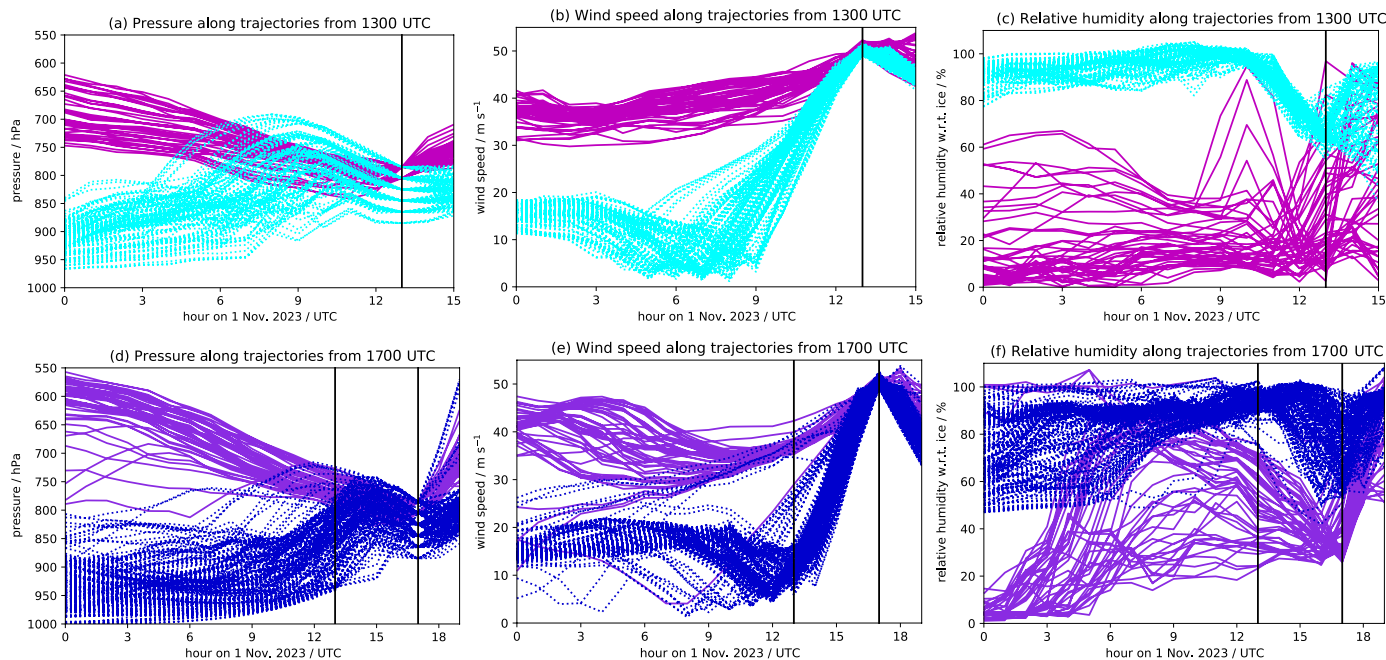 (a) Pressure along trajectories from 1300 UTC
550
600
650
700
750
800
850
900
950
1000
pressure / hPa
0 3 6 9 12 15
hour on 1 Nov. 2023 / UTC
(b) Wind speed along trajectories from 1300 UTC
50
40
30
20
10
0
wind speed / m s⁻¹
0 3 6 9 12 15
hour on 1 Nov. 2023 / UTC
(c) Relative humidity along trajectories from 1300 UTC
100
80
60
40
20
0
relative humidity w.r.t. ice / %
0 3 6 9 12 15
hour on 1 Nov. 2023 / UTC
(d) Pressure along trajectories from 1700 UTC
550
600
650
700
750
800
850
900
950
1000
pressure / hPa
0 3 6 9 12 15 18
hour on 1 Nov. 2023 / UTC
(e) Wind speed along trajectories from 1700 UTC
50
40
30
20
10
0
wind speed / m s⁻¹
0 3 6 9 12 15 18
hour on 1 Nov. 2023 / UTC
(f) Relative humidity along trajectories from 1700 UTC
100
80
60
40
20
0
relative humidity w.r.t. ice / %
0 3 6 9 12 15 18
hour on 1 Nov. 2023 / UTC